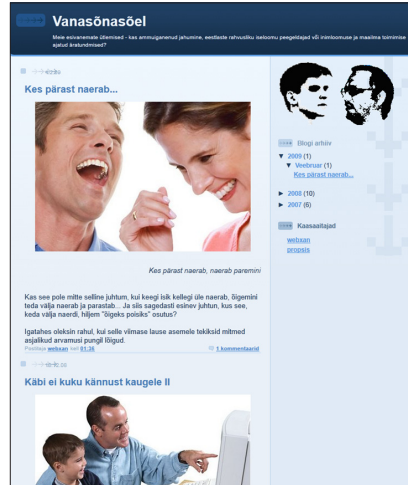 Vanasõnasõel
Meie esivanemate ütlemised - kas ammuiganenud jahumine, eestlaste rahvusliku iseloomu peegeldajad või inimloomuse ja maailma toimimise
ajatud äratundmised?
Kes pärast naerab...
Kes pärast naerab, naerab paremini
Kas see pole mitte selline juhtum, kui keegi isik kellegi üle naerab, õigemini
teda välja naerab ja parastab... Ja siis sagedasti esinev juhtun, kus see,
keda välja naerdi, hiljem "õigeks poisiks" osutus?
Igatahes oleksin rahul, kui selle viimase lause asemele tekiksid mitmed
asjalikud arvamusi pungil lõigud.
Postitaja websan kell 01:36
1 kommentaarid
Käbi ei kuku kännust kaugele II
Blogi arhiiv
▼ 2009 (1)
▼ Veebruar (1)
Kes pärast naerab...
► 2008 (10)
► 2007 (6)
Kaasaaitajad
websan
propsis